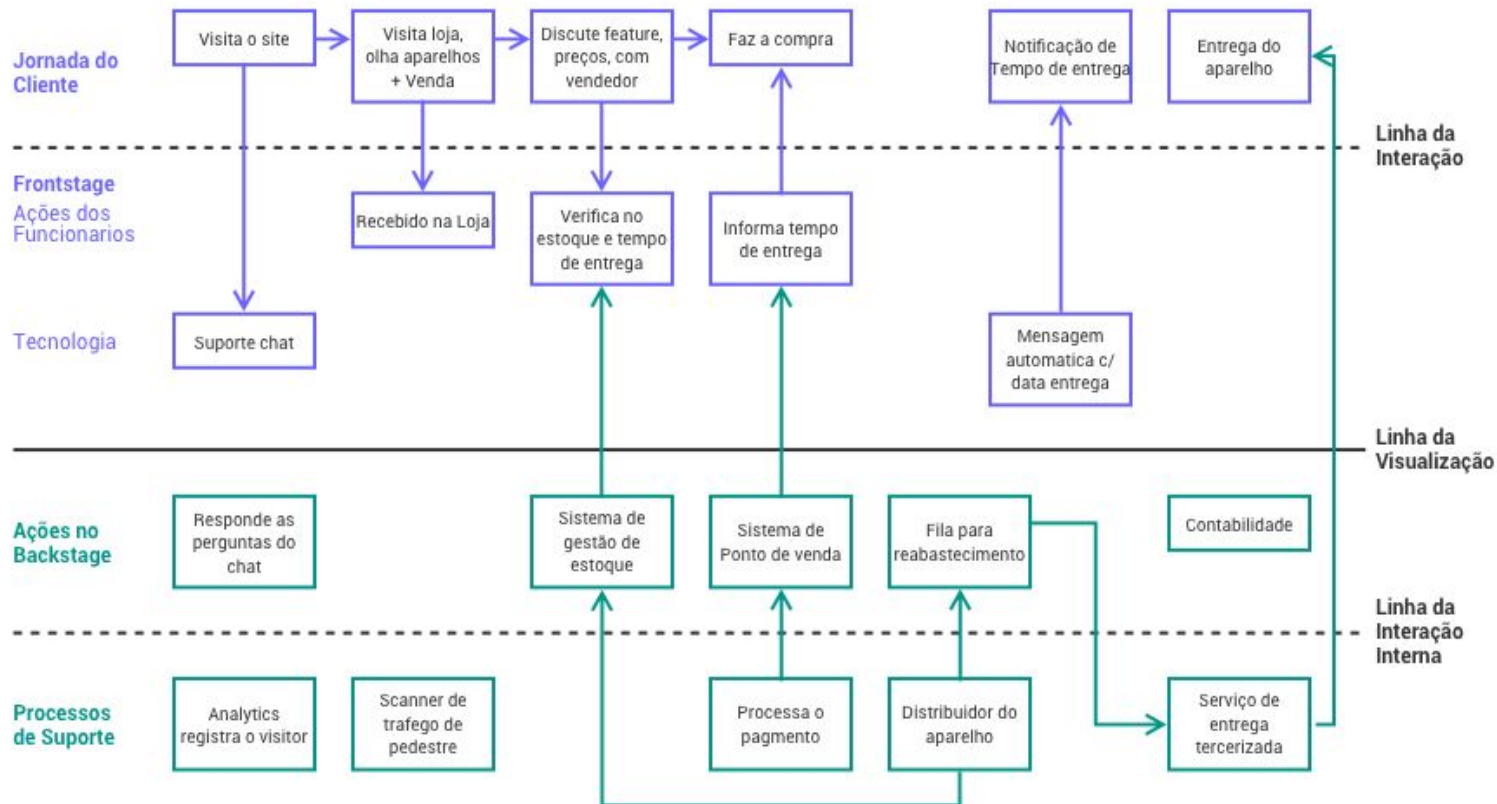 Jornada do
Cliente
Visita o site
Visita loja,
olha aparelhos
+ Venda
Discute feature,
preços, com
vendedor
Faz a compra
Notificação de
Tempo de entrega
Entrega do
aparelho
Linha da
Interação
Frontstage
Ações dos
Funcionarios
Recebido na Loja
Verifica no
estoque e tempo
de entrega
Informa tempo
de entrega
Tecnologia
Suporte chat
Mensagem
automatica c/
data entrega
Linha da
Visualização
Ações no
Backstage
Responde as
perguntas do
chat
Sistema de
gestão de
estoque
Sistema de
Ponto de venda
Fila para
reabastecimento
Contabilidade
Linha da
Interação
Interna
Processos
de Suporte
Analytics
registra o visitor
Scanner de
trafego de
pedestre
Processa o
pagmento
Distribuidor do
aparelho
Serviço de
entrega
tercerizada